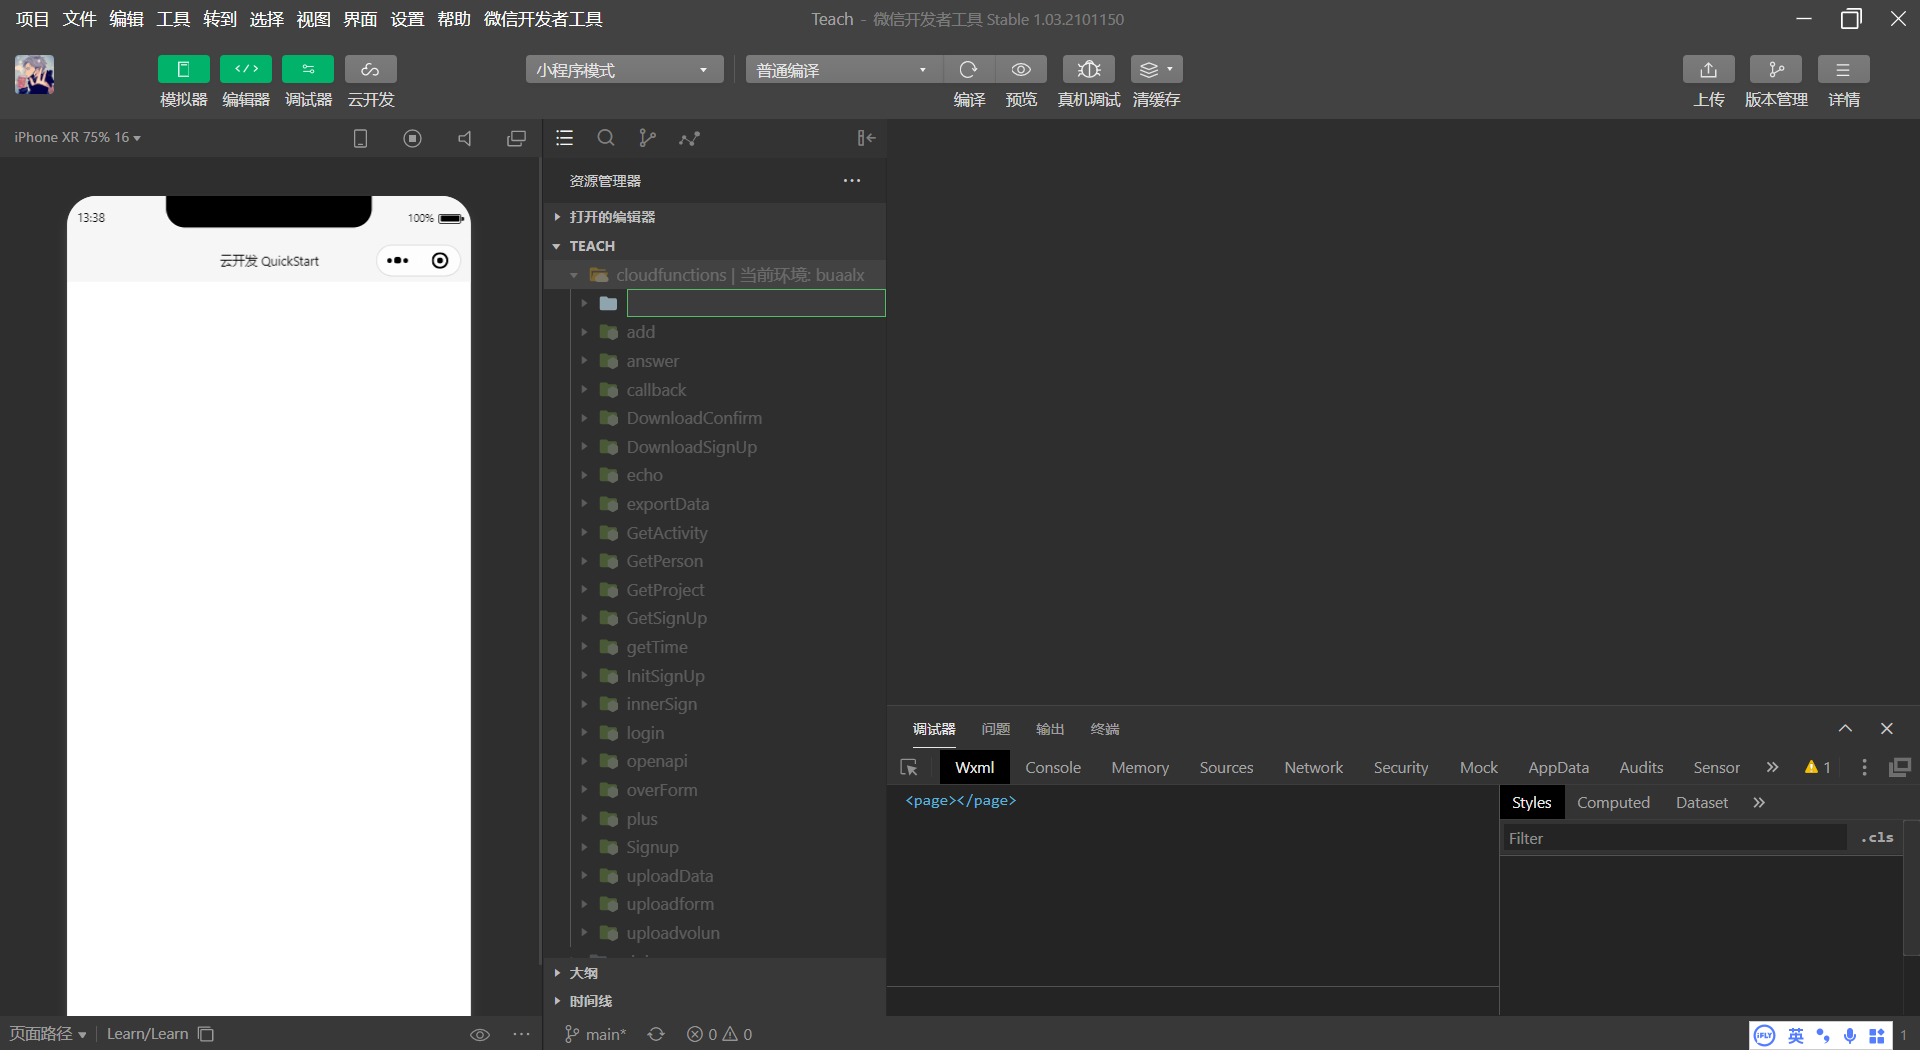 项目 文件 编辑 工具 转到 选择 视图 界面 设置 帮助 微信开发者工具
Teach - 微信开发者工具 Stable 1.03.2101150
小程序模式
普通编译
模拟器 编辑器 调试器 云开发
编译 预览 真机调试 清缓存
上传 版本管理 详情
iPhone XR 75% 16
13:38
100%
云开发 QuickStart
资源管理器
打开的编辑器
TEACH
cloudfunctions | 当前环境: buaalx
add
answer
callback
DownloadConfirm
DownloadSignUp
echo
exportData
GetActivity
GetPerson
GetProject
GetSignUp
getTime
InitSignUp
innerSign
login
openapi
overForm
plus
Signup
uploadData
uploadform
uploadvolun
大纲
时间线
调试器 问题 输出 终端
Wxml Console Memory Sources Network Security Mock AppData Audits Sensor 1
<page></page>
Styles Computed Dataset
Filter
.cls
页面路径 Learn/Learn
main* 0 0
iFLY 英
1